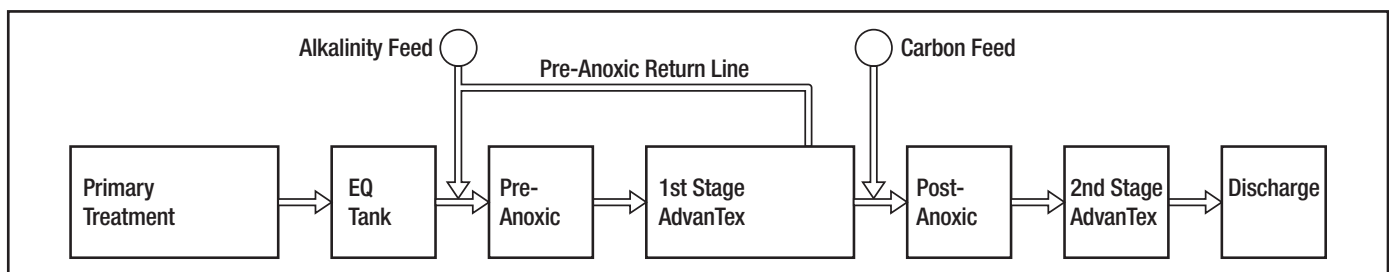 Alkalinity Feed
Carbon Feed
Pre-Anoxic Return Line
Primary
Treatment
EQ
Tank
Pre-
Anoxic
1st Stage
AdvanTex
Post-
Anoxic
2nd Stage
AdvanTex
Discharge